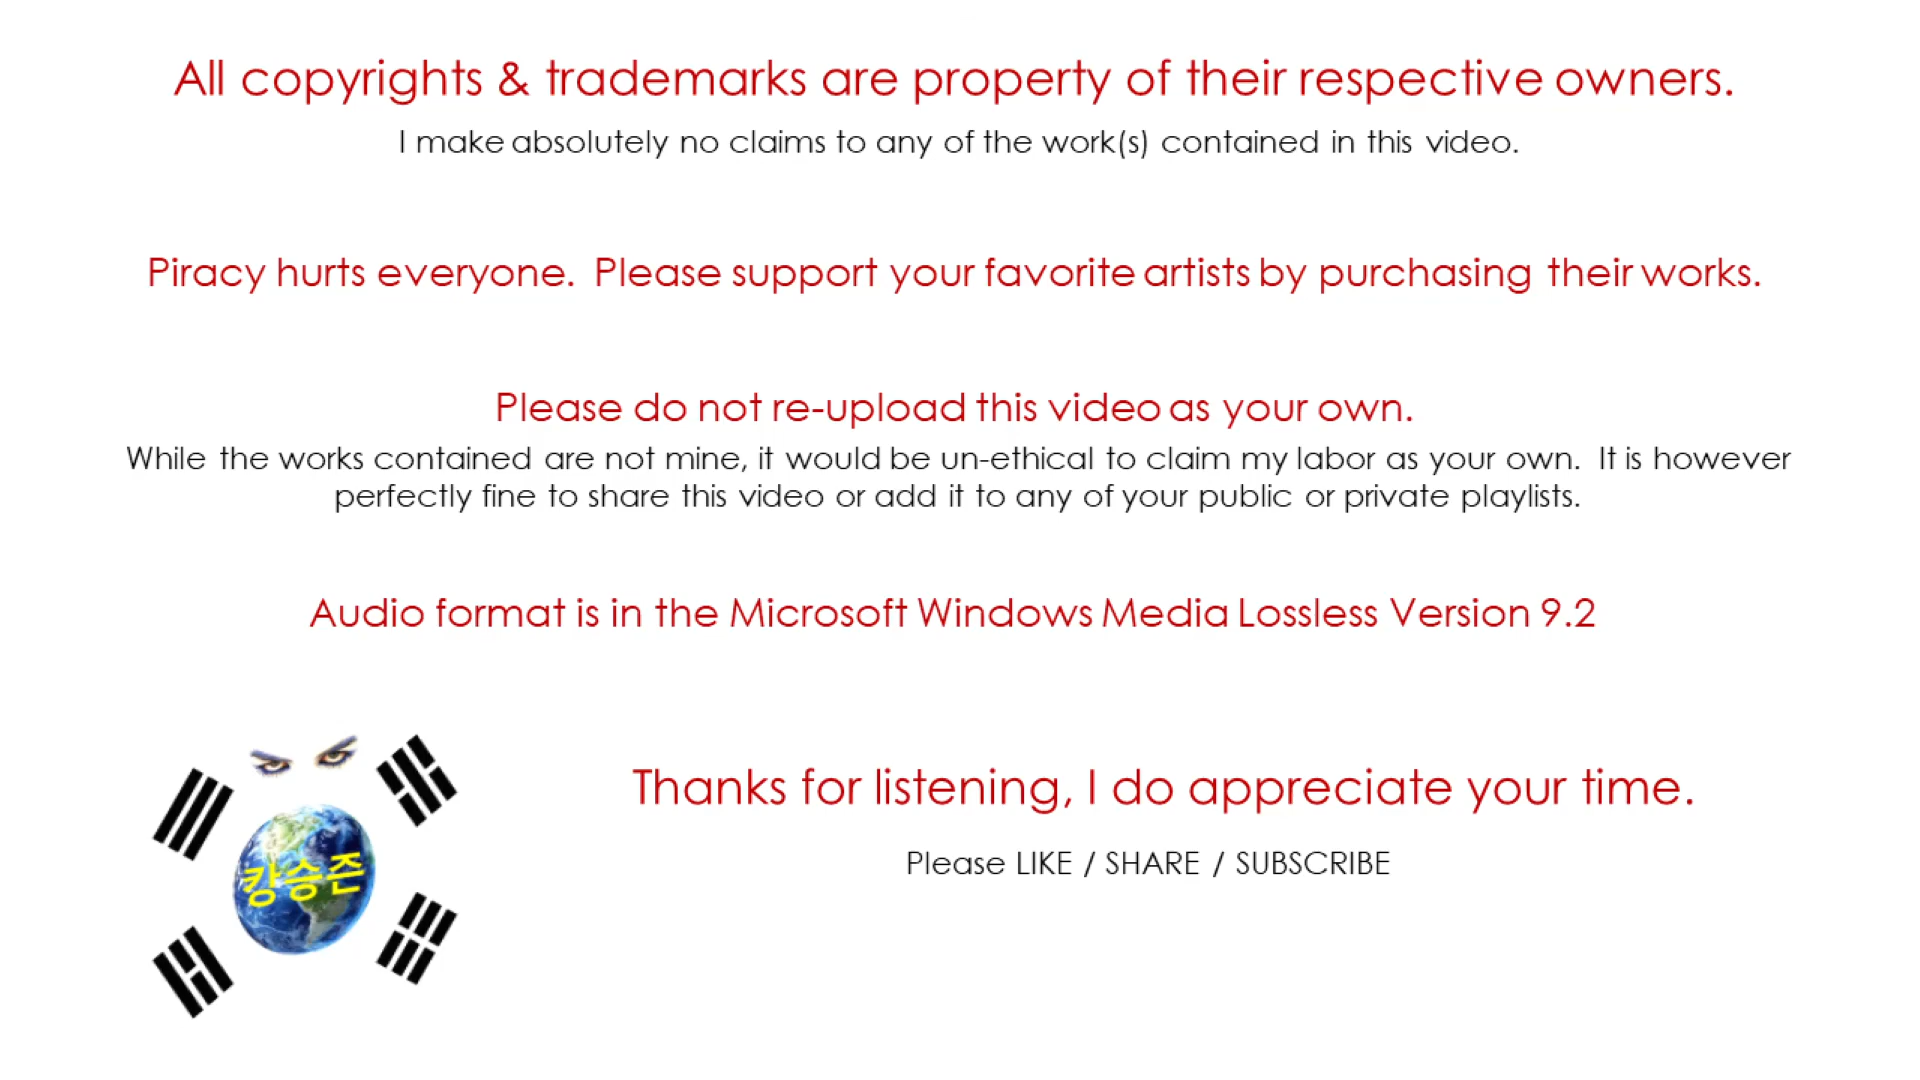 All copyrights & trademarks are property of their respective owners.
I make absolutely no claims to any of the work(s) contained in this video.
Piracy hurts everyone. Please support your favorite artists by purchasing their works.
Please do not re-upload this video as your own.
While the works contained are not mine, it would be un-ethical to claim my labor as your own. It is however
perfectly fine to share this video or add it to any of your public or private playlists.
Audio format is in the Microsoft Windows Media Lossless Version 9.2
Thanks for listening, I do appreciate your time.
Please LIKE / SHARE / SUBSCRIBE
캉승준